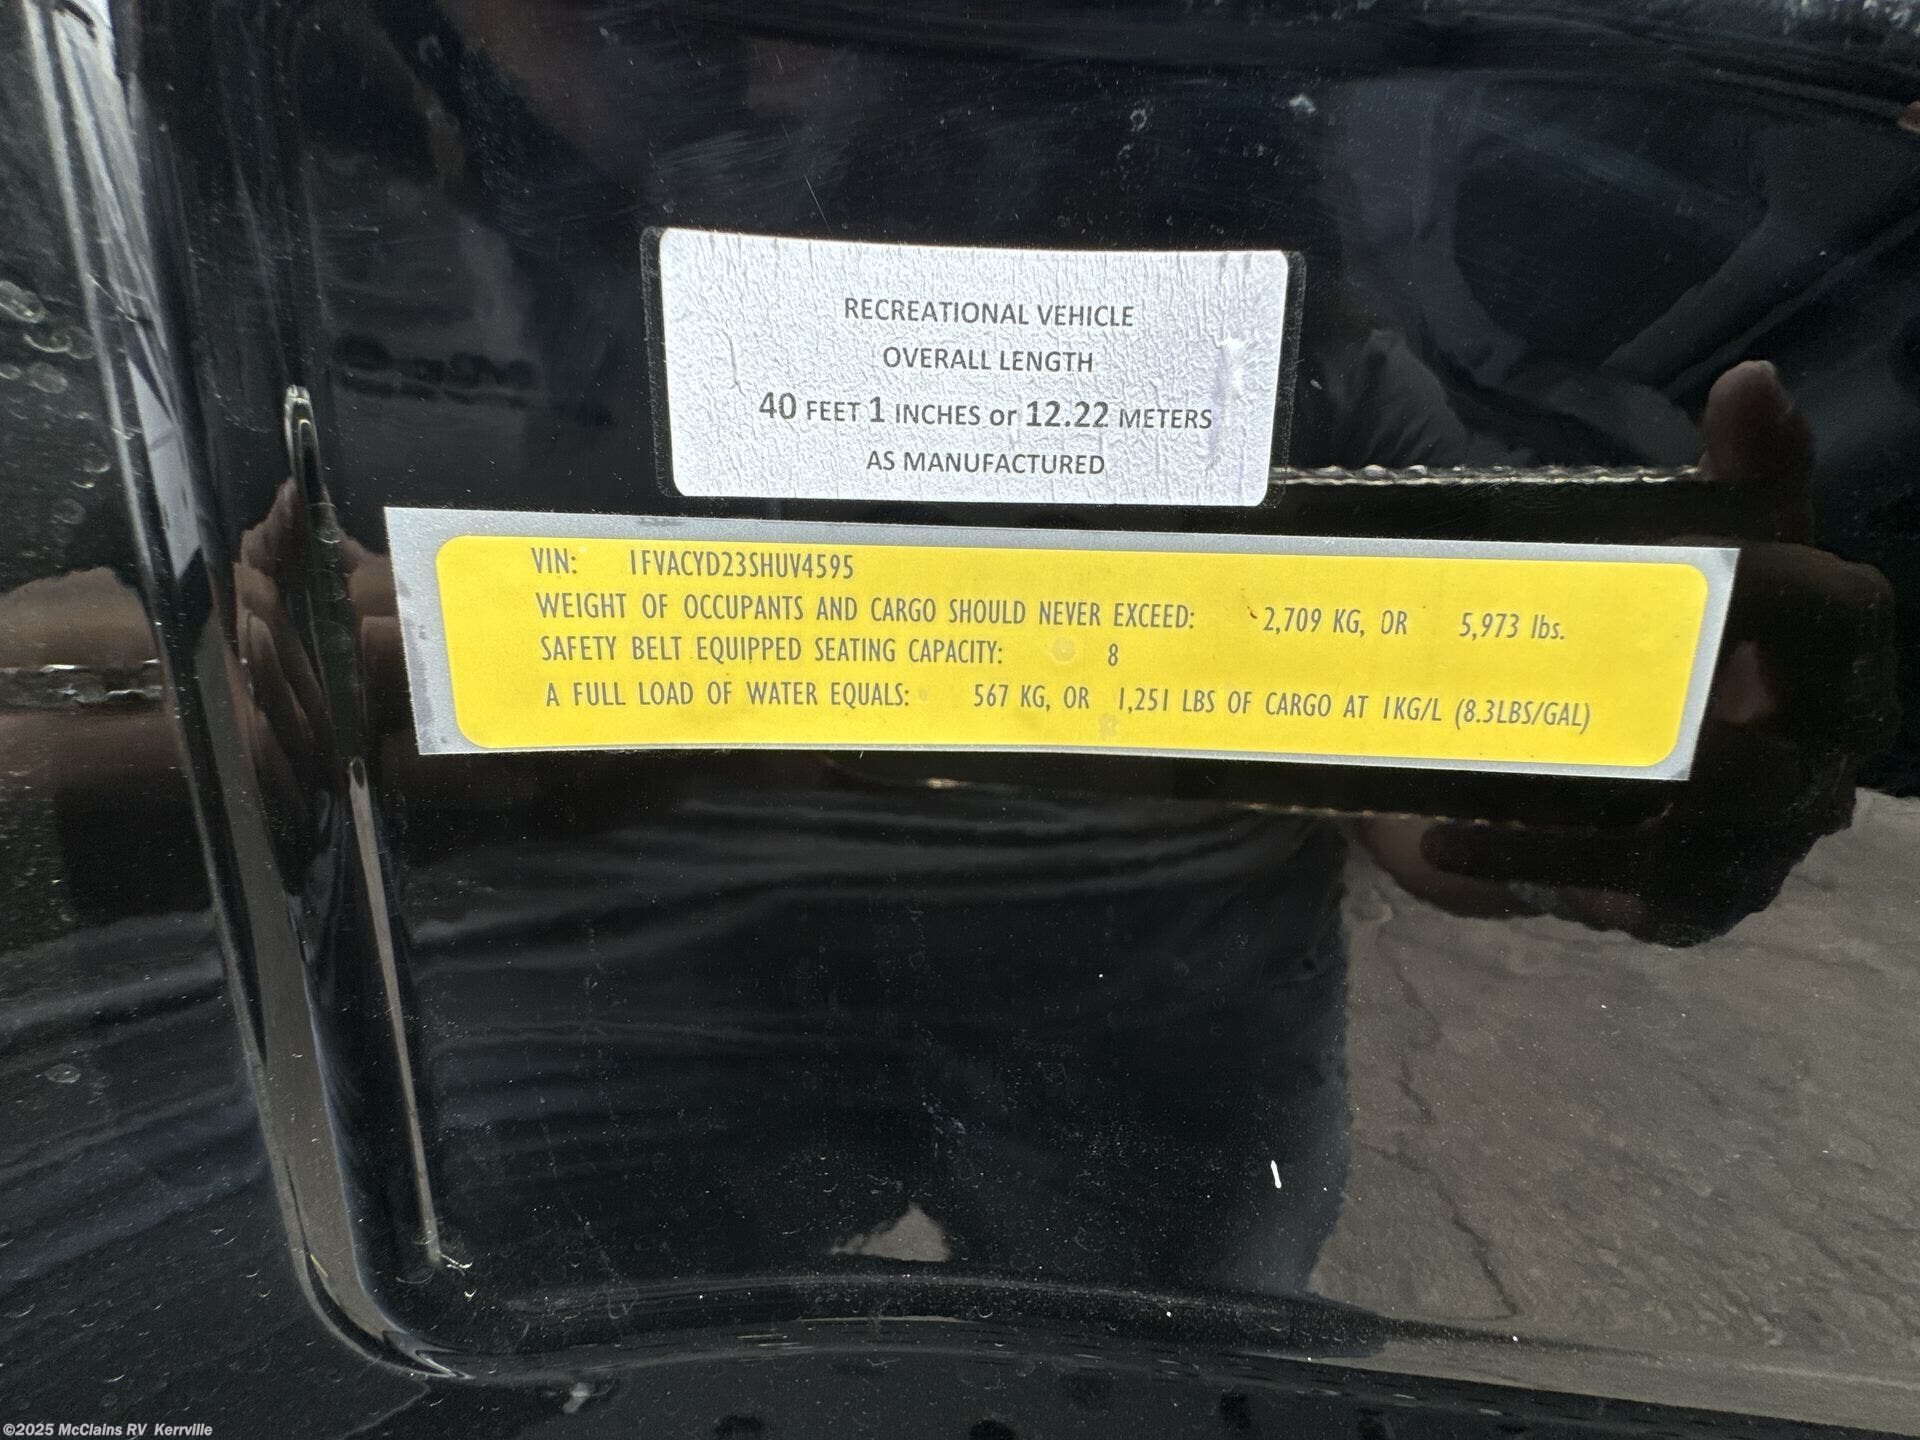 RECREATIONAL VEHICLE
OVERALL LENGTH
40 FEET 1 INCHES or 12.22 METERS
AS MANUFACTURED
VIN: 1FVACYD23SHUV4595
WEIGHT OF OCCUPANTS AND CARGO SHOULD NEVER EXCEED: 2,709 KG, OR 5,973 lbs.
SAFETY BELT EQUIPPED SEATING CAPACITY: 8
A FULL LOAD OF WATER EQUALS: 567 KG, OR 1,251 LBS OF CARGO AT 1KG/L (8.3LBS/GAL)
©2025 McClains RV Kerrville